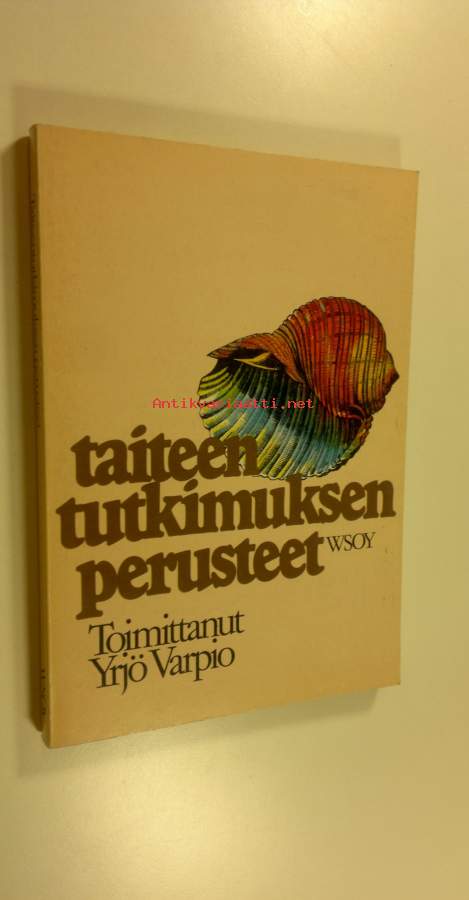 Antikvariaatti.net
taiteen
tutkimuksen
perusteet
WSOY
Toimittanut
Yrjö Varpio